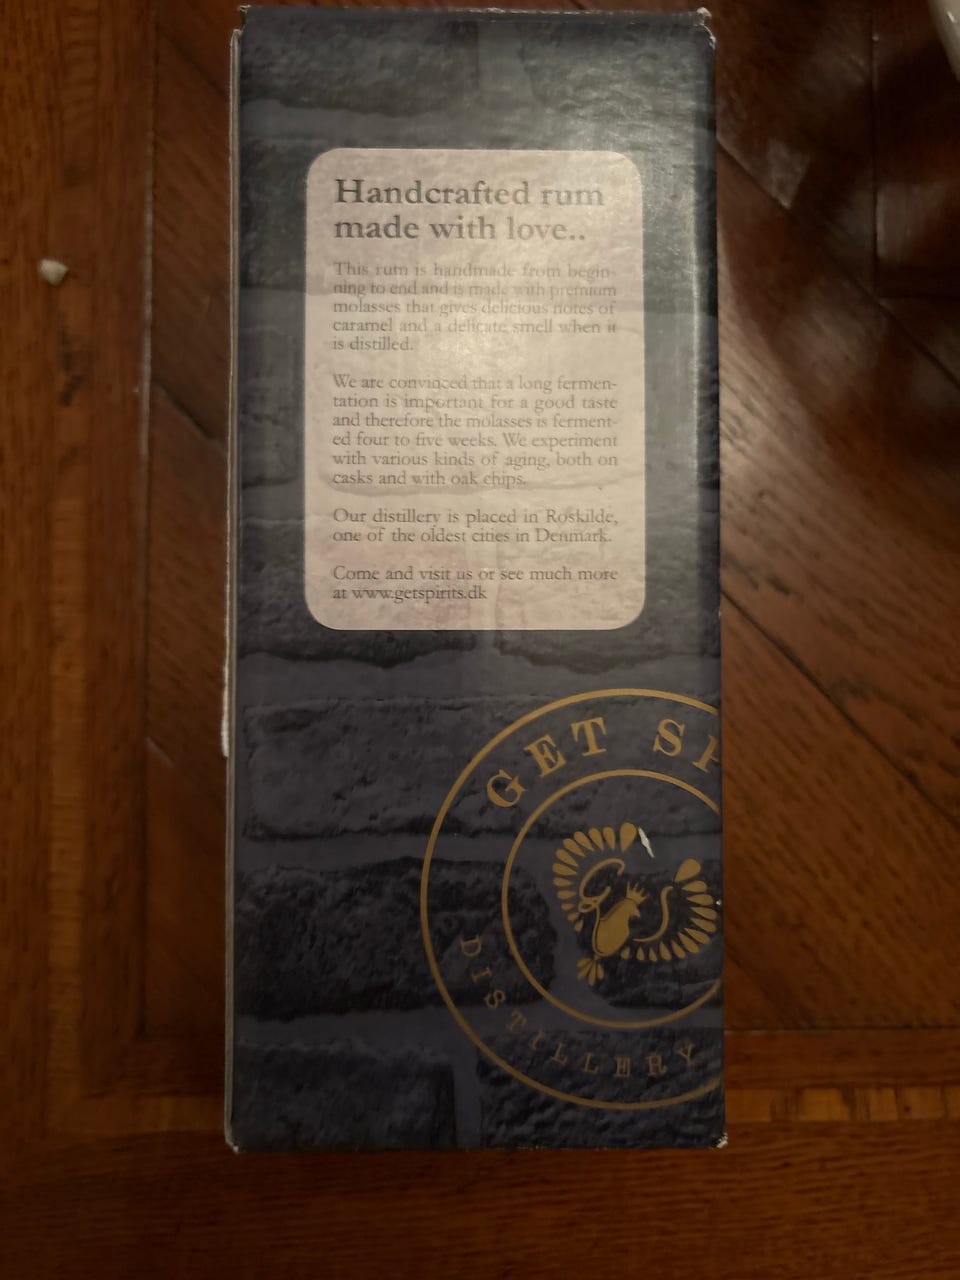 Handcrafted rum
made with love..
This rum is handmade from begin-
ning to end and is made with premium
molasses that gives delicious notes of
caramel and a delicate smell when it
is distilled.
We are convinced that a long fermen-
tation is important for a good taste
and therefore the molasses is ferment-
ed four to five weeks. We experiment
with various kinds of aging, both on
casks and with oak chips.
Our distillery is placed in Roskilde,
one of the oldest cities in Denmark.
Come and visit us or see much more
at www.getspirits.dk
GET SP
DISTILLERY